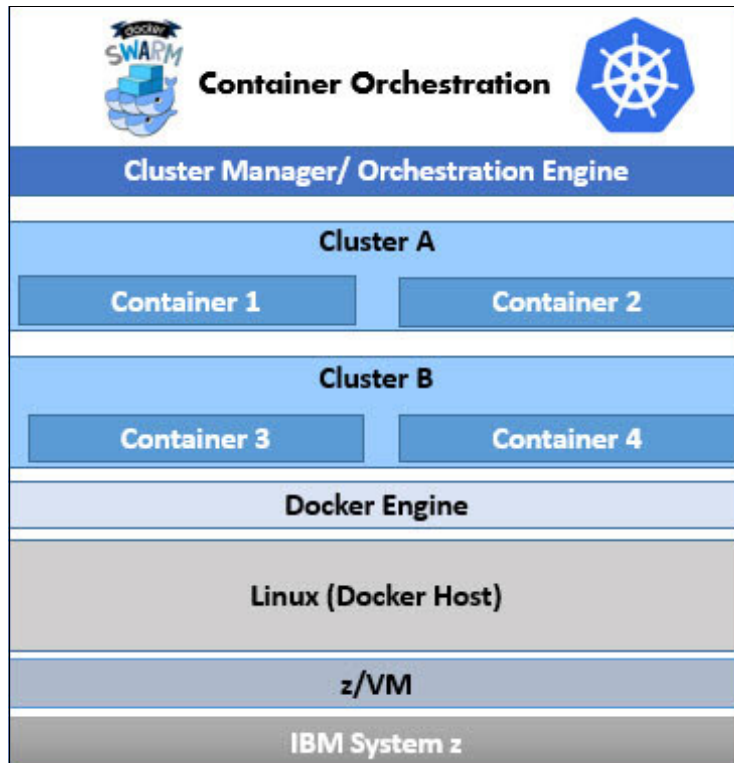 docker
SWARM
Container Orchestration
Cluster Manager/ Orchestration Engine
Cluster A
Container 1
Container 2
Cluster B
Container 3
Container 4
Docker Engine
Linux (Docker Host)
z/VM
IBM System z